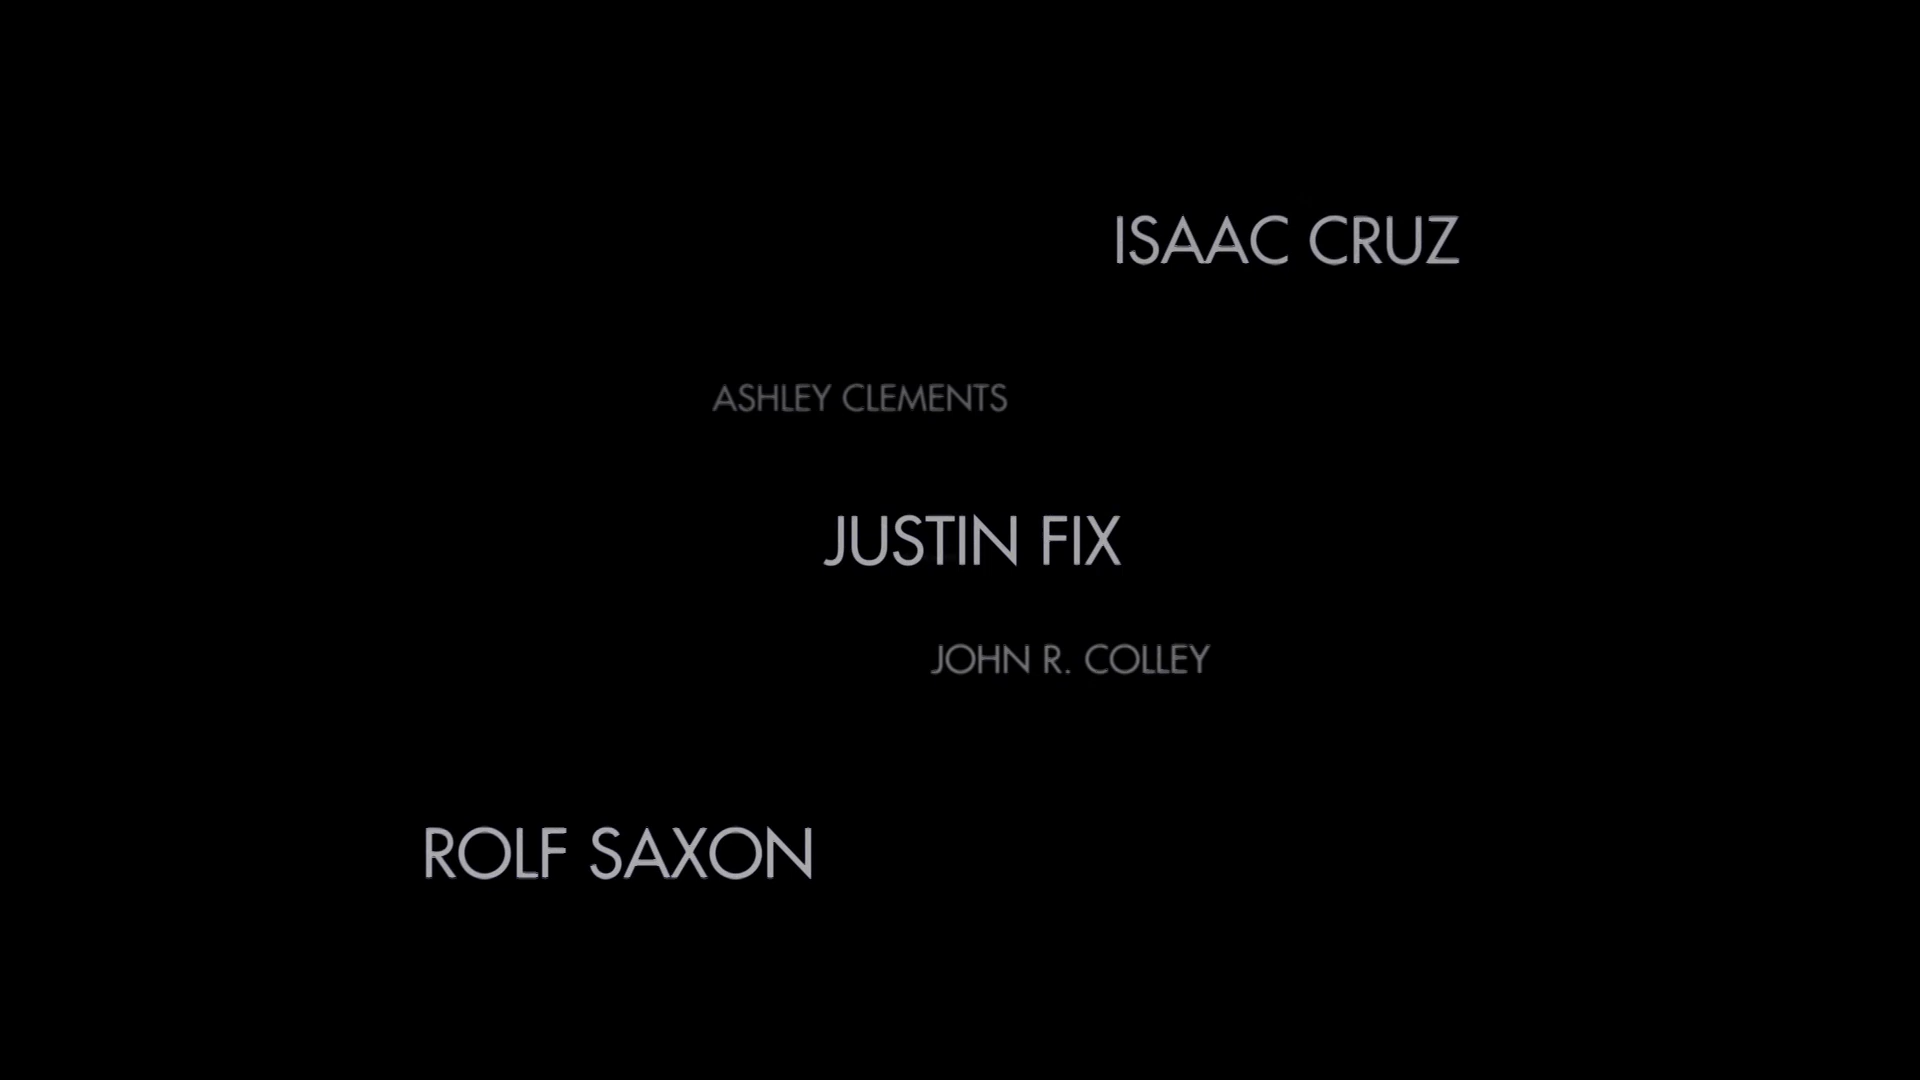 ISAAC CRUZ
ASHLEY CLEMENTS
JUSTIN FIX
JOHN R. COLLEY
ROLF SAXON